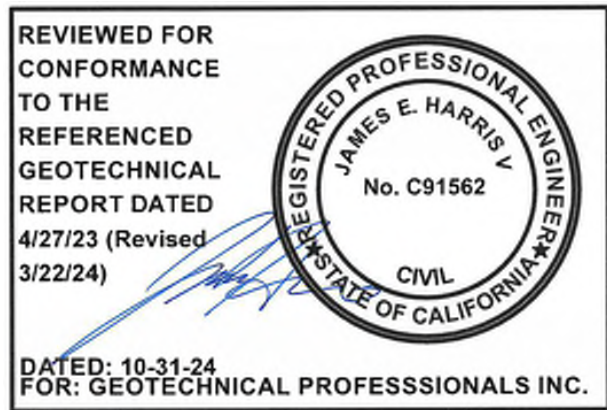 REVIEWED FOR
CONFORMANCE
TO THE
REFERENCED
GEOTECHNICAL
REPORT DATED
4/27/23 (Revised
3/22/24)
DATED: 10-31-24
FOR: GEOTECHNICAL PROFESSSIONALS INC.
REGISTERED PROFESSIONAL ENGINEER
JAMES E. HARRIS V
No. C91562
CIVIL
STATE OF CALIFORNIA